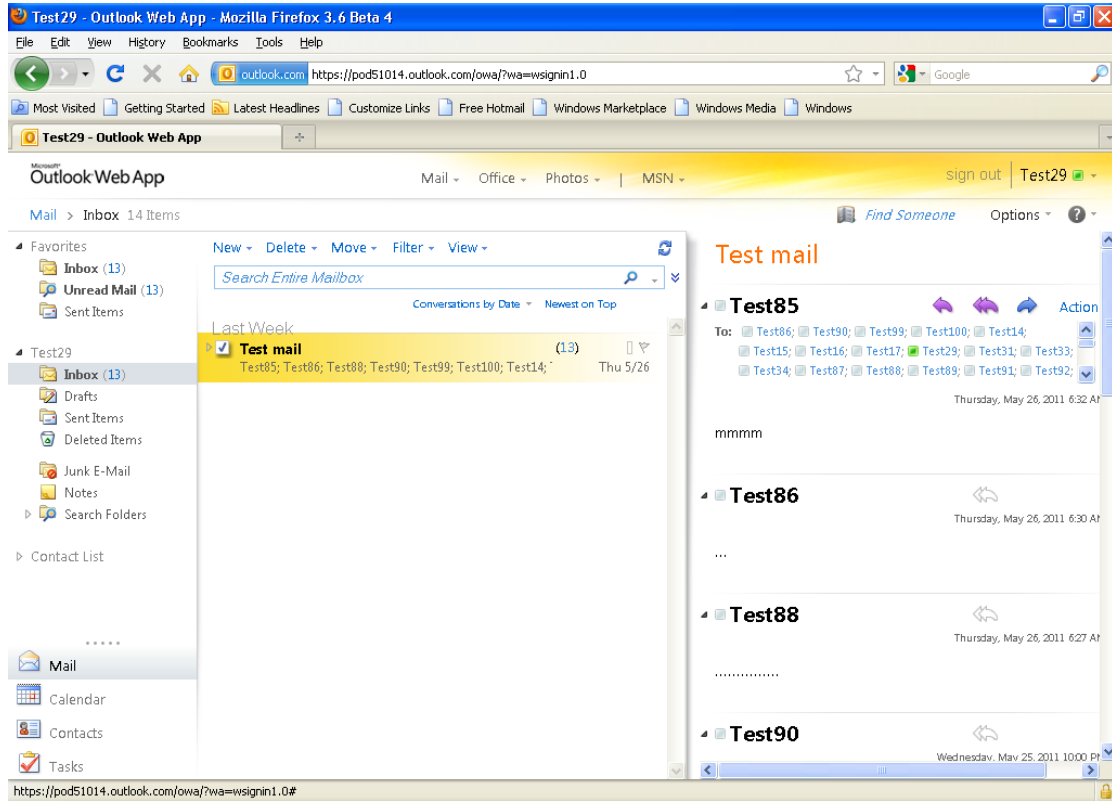 Test29 - Outlook Web App - Mozilla Firefox 3.6 Beta 4
File Edit View History Bookmarks Tools Help
outlook.com https://pod51014.outlook.com/owa/?wa=wsignin1.0 Google
Most Visited Getting Started Latest Headlines Customize Links Free Hotmail Windows Marketplace Windows Media Windows
Test29 - Outlook Web App
Microsoft
Outlook Web App Mail Office Photos | MSN sign out Test29
Mail > Inbox 14 Items Find Someone Options
Favorites
Inbox (13)
Unread Mail (13)
Sent Items
Test29
Inbox (13)
Drafts
Sent Items
Deleted Items
Junk E-Mail
Notes
Search Folders
Contact List
Mail
Calendar
Contacts
Tasks
New Delete Move Filter View
Search Entire Mailbox
Conversations by Date Newest on Top
Last Week
Test mail (13)
Test85; Test86; Test88; Test90; Test99; Test100; Test14; Thu 5/26
Test mail
Test85 Action
To: Test86; Test90; Test99; Test100; Test14;
Test15; Test16; Test17; Test29; Test31; Test33;
Test34; Test87; Test88; Test89; Test91; Test92;
Thursday, May 26, 2011 6:32 AM
mmmm
Test86
Thursday, May 26, 2011 6:30 AM
...
Test88
Thursday, May 26, 2011 6:27 AM
...............
Test90
Wednesday, May 25, 2011 10:00 PM
https://pod51014.outlook.com/owa/?wa=wsignin1.0#